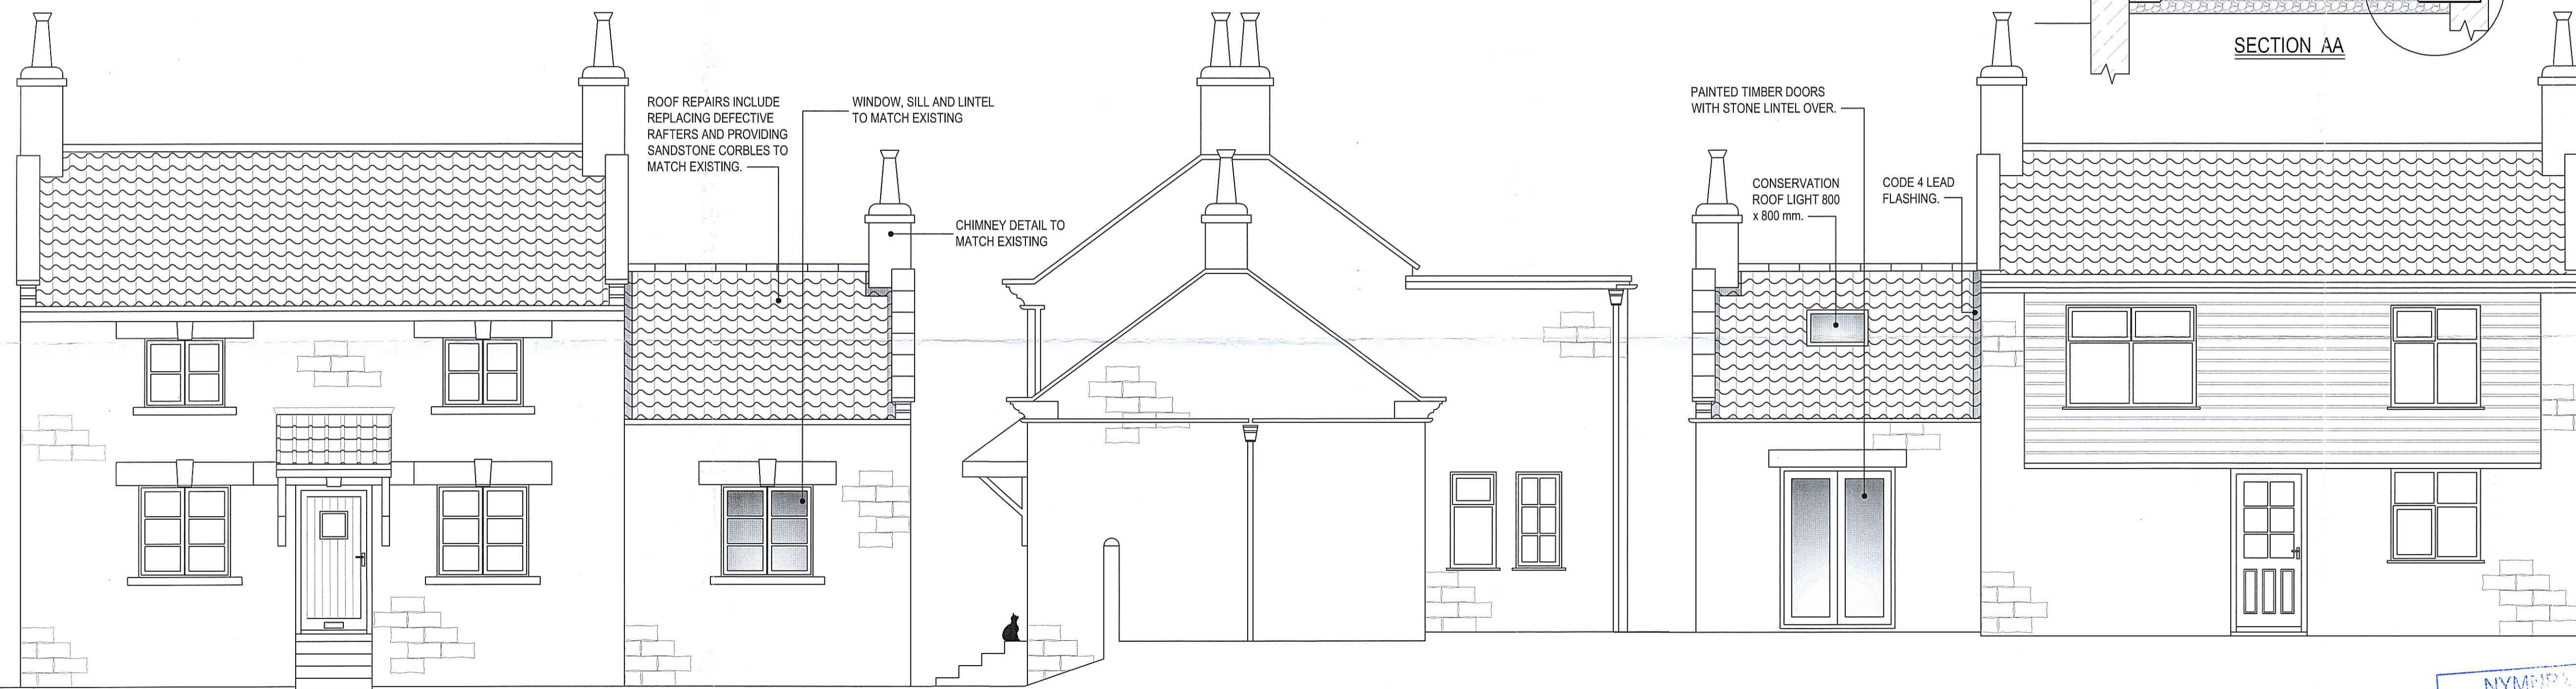 SECTION AA
ROOF REPAIRS INCLUDE
REPLACING DEFECTIVE
RAFTERS AND PROVIDING
SANDSTONE CORBLES TO
MATCH EXISTING.
WINDOW, SILL AND LINTEL
TO MATCH EXISTING
CHIMNEY DETAIL TO
MATCH EXISTING
PAINTED TIMBER DOORS
WITH STONE LINTEL OVER.
CONSERVATION
ROOF LIGHT 800
x 800 mm.
CODE 4 LEAD
FLASHING.